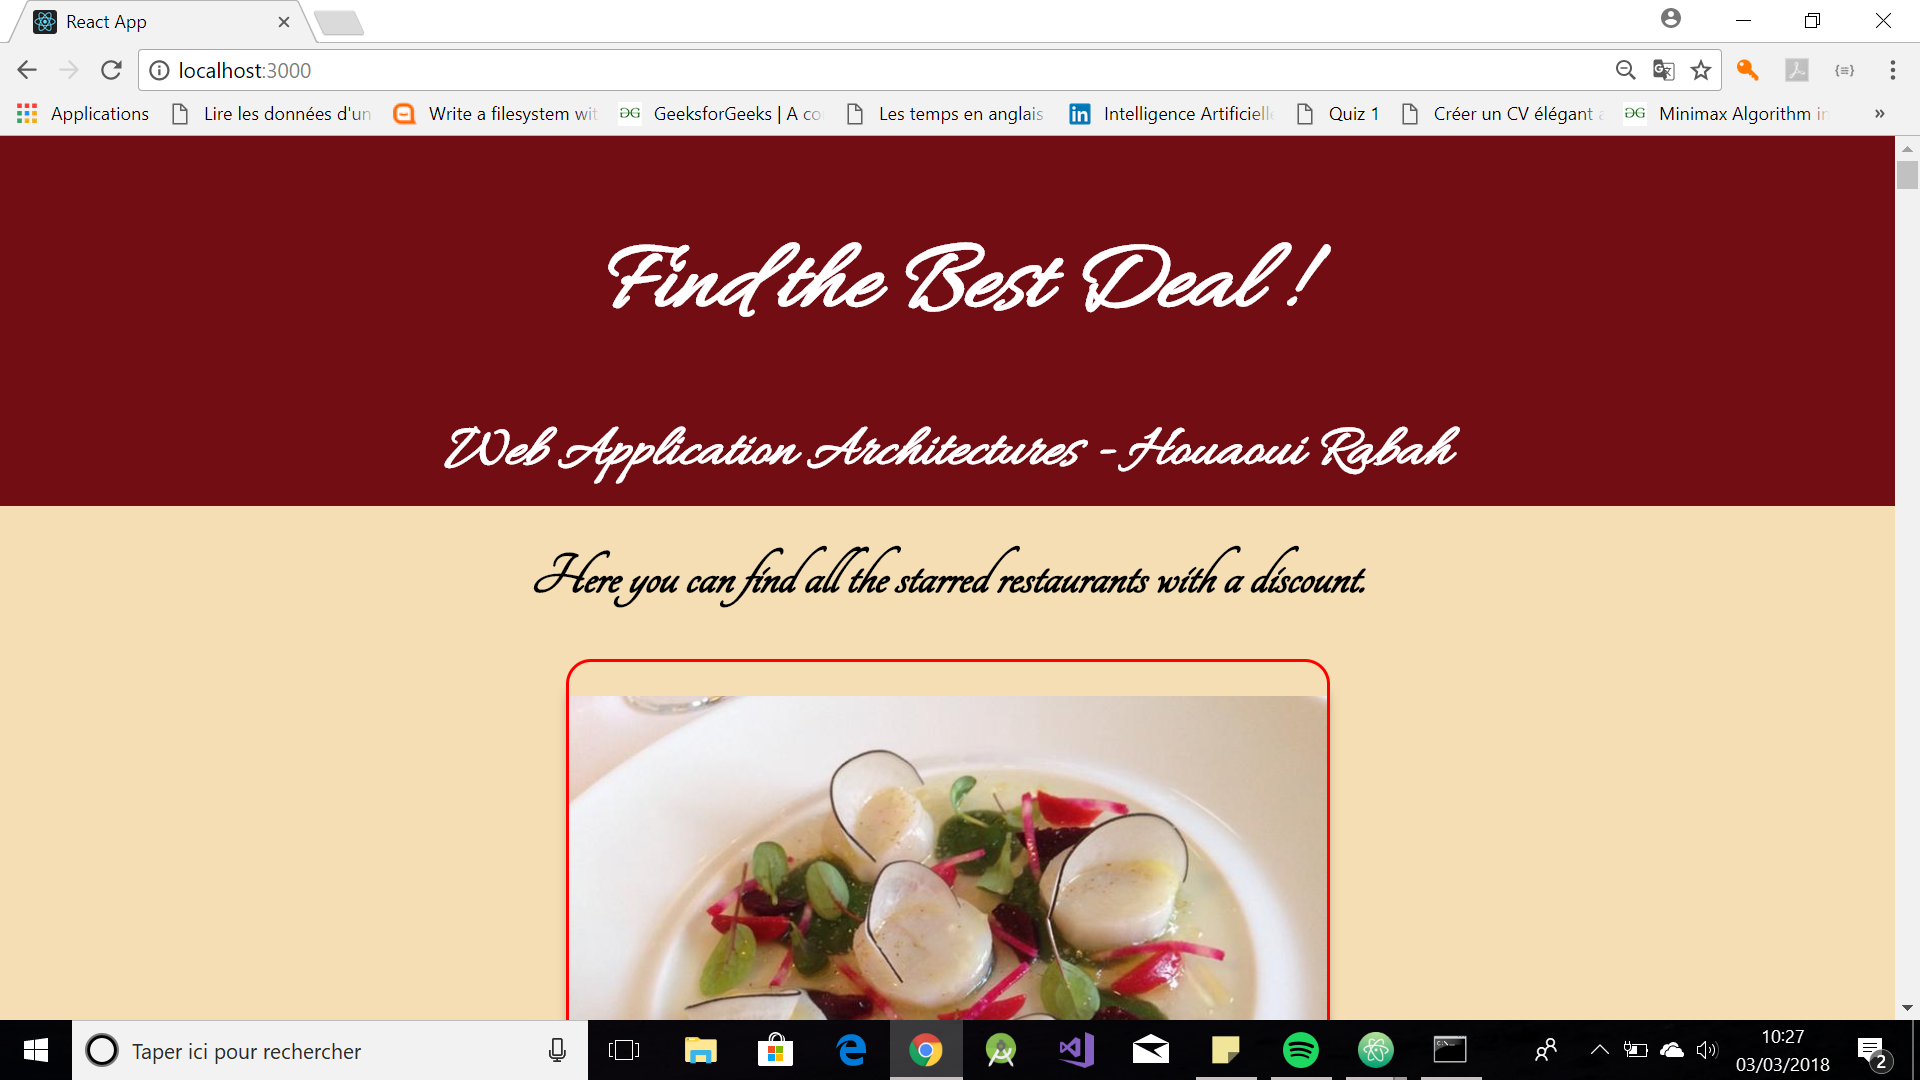 React App
localhost:3000
Applications
Lire les données d'un
Write a filesystem wit
GeeksforGeeks | A co
Les temps en anglais
Intelligence Artificielle
Quiz 1
Créer un CV élégant a
Minimax Algorithm in
»
Find the Best Deal !
Web Application Architectures - Houaoui Rabah
Here you can find all the starred restaurants with a discount.
Taper ici pour rechercher
10:27
03/03/2018
2